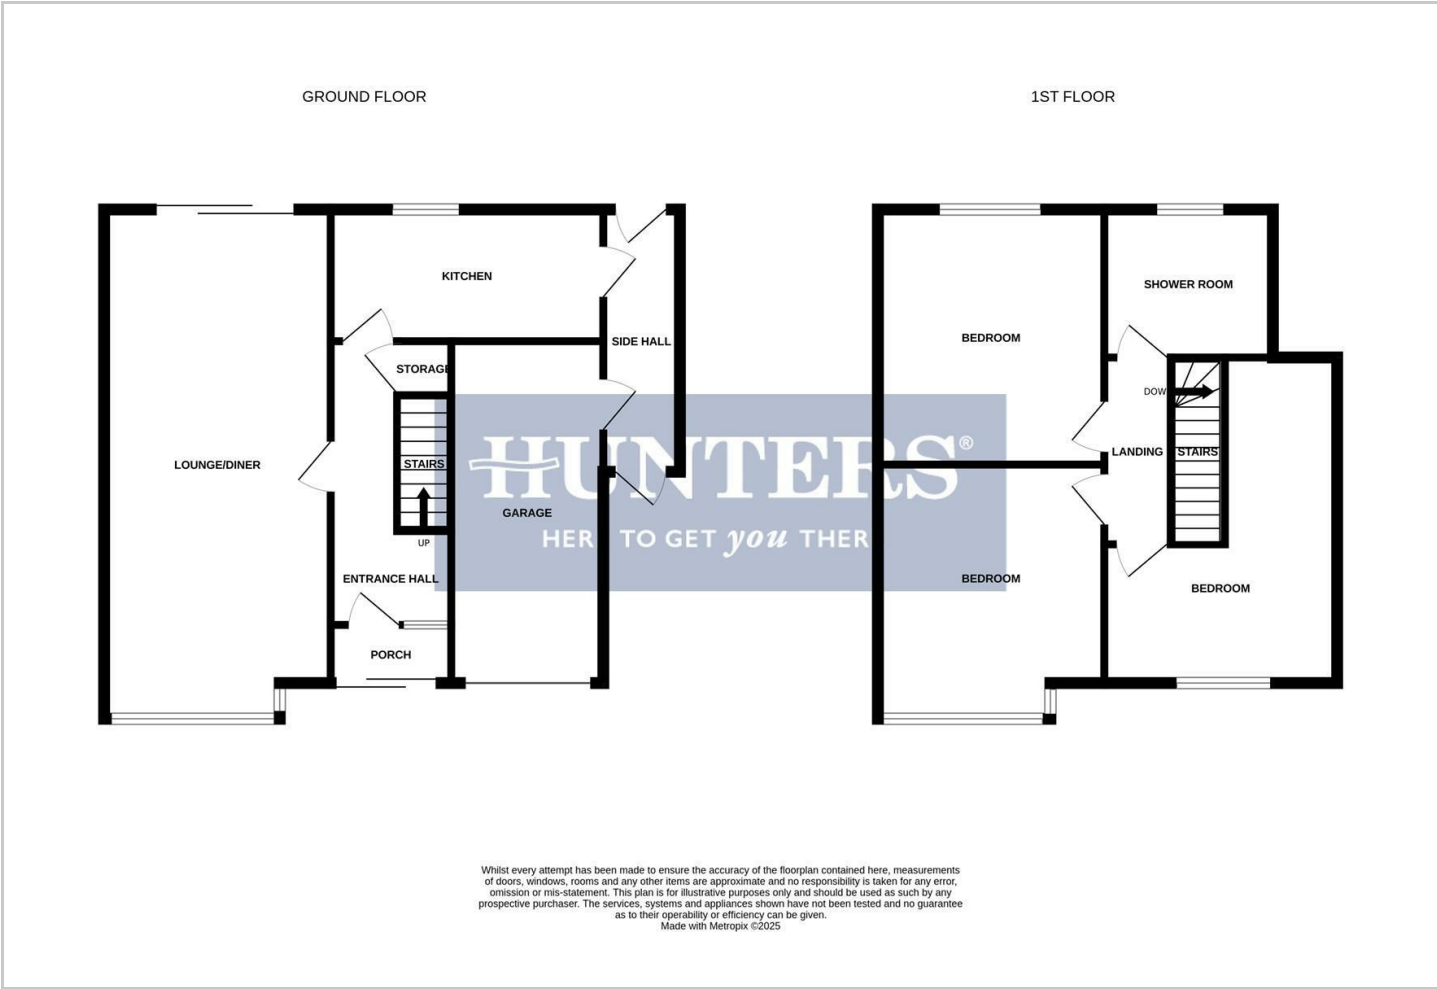 GROUND FLOOR
1ST FLOOR
KITCHEN
SIDE HALL
STORAGE
LOUNGE/DINER
STAIRS
UP
GARAGE
ENTRANCE HALL
PORCH
SHOWER ROOM
BEDROOM
DOW
LANDING
STAIRS
BEDROOM
BEDROOM
HUNTERS®
HERE TO GET you THERE
Whilst every attempt has been made to ensure the accuracy of the floorplan contained here, measurements
of doors, windows, rooms and any other items are approximate and no responsibility is taken for any error,
omission or mis-statement. This plan is for illustrative purposes only and should be used as such by any
prospective purchaser. The services, systems and appliances shown have not been tested and no guarantee
as to their operability or efficiency can be given.
Made with Metropix ©2025